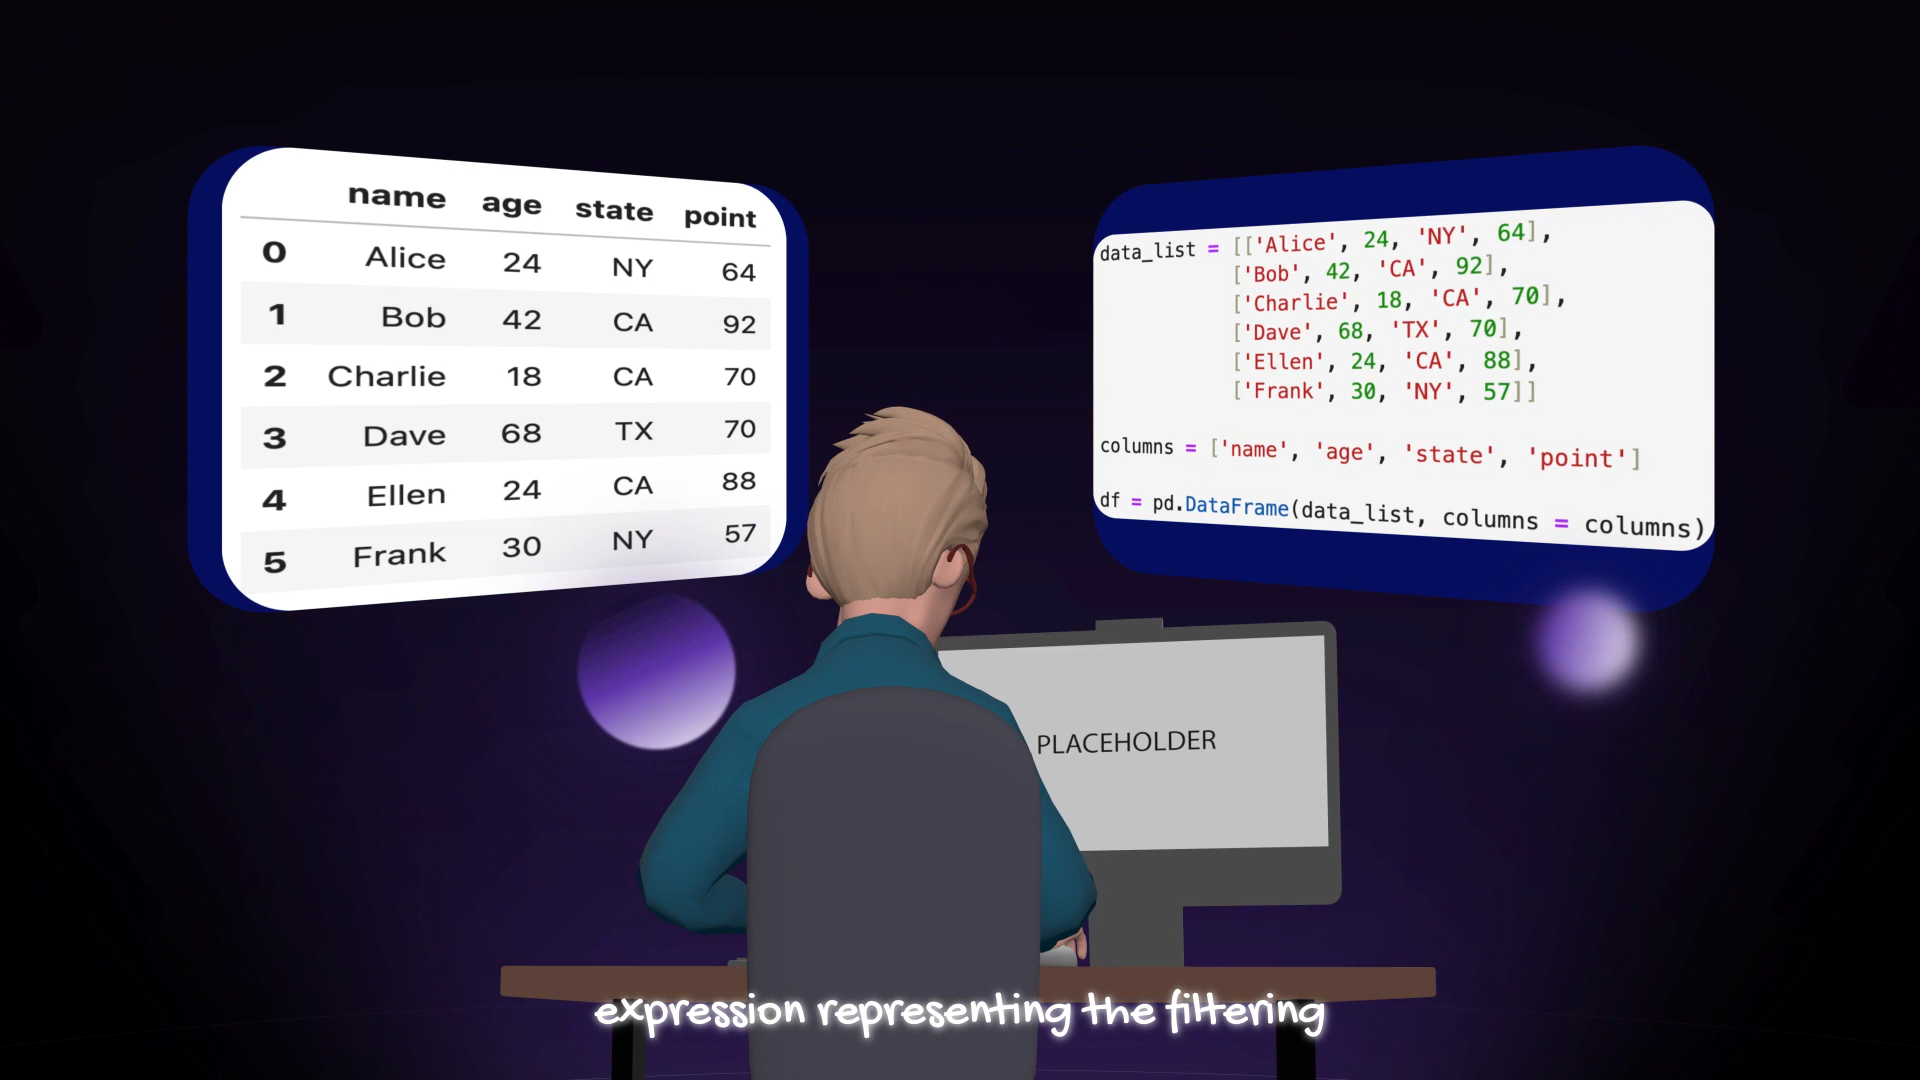 name age state point
0 Alice 24 NY 64
1 Bob 42 CA 92
2 Charlie 18 CA 70
3 Dave 68 TX 70
4 Ellen 24 CA 88
5 Frank 30 NY 57
data_list = [['Alice', 24, 'NY', 64],
['Bob', 42, 'CA', 92],
['Charlie', 18, 'CA', 70],
['Dave', 68, 'TX', 70],
['Ellen', 24, 'CA', 88],
['Frank', 30, 'NY', 57]]
columns = ['name', 'age', 'state', 'point']
df = pd.DataFrame(data_list, columns = columns)
PLACEHOLDER
expression representing the filtering